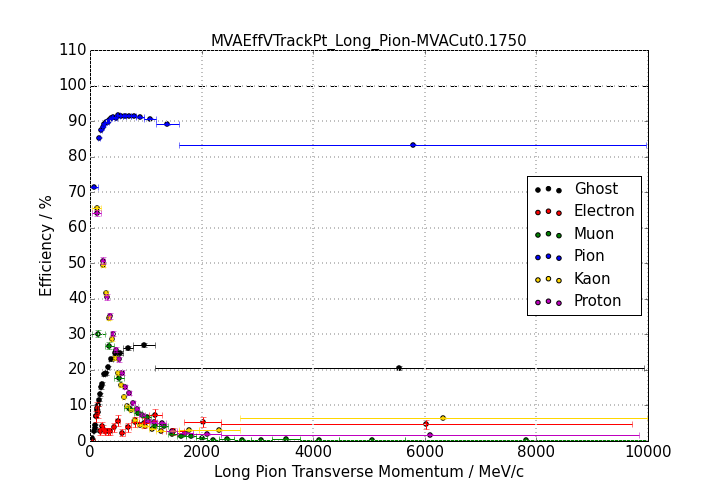 MVAEffVTrackPt_Long_Pion-MVACut0.1750
110
100
90
80
70
60
50
40
30
20
10
0
Efficiency / %
Ghost
Electron
Muon
Pion
Kaon
Proton
0 2000 4000 6000 8000 10000
Long Pion Transverse Momentum / MeV/c